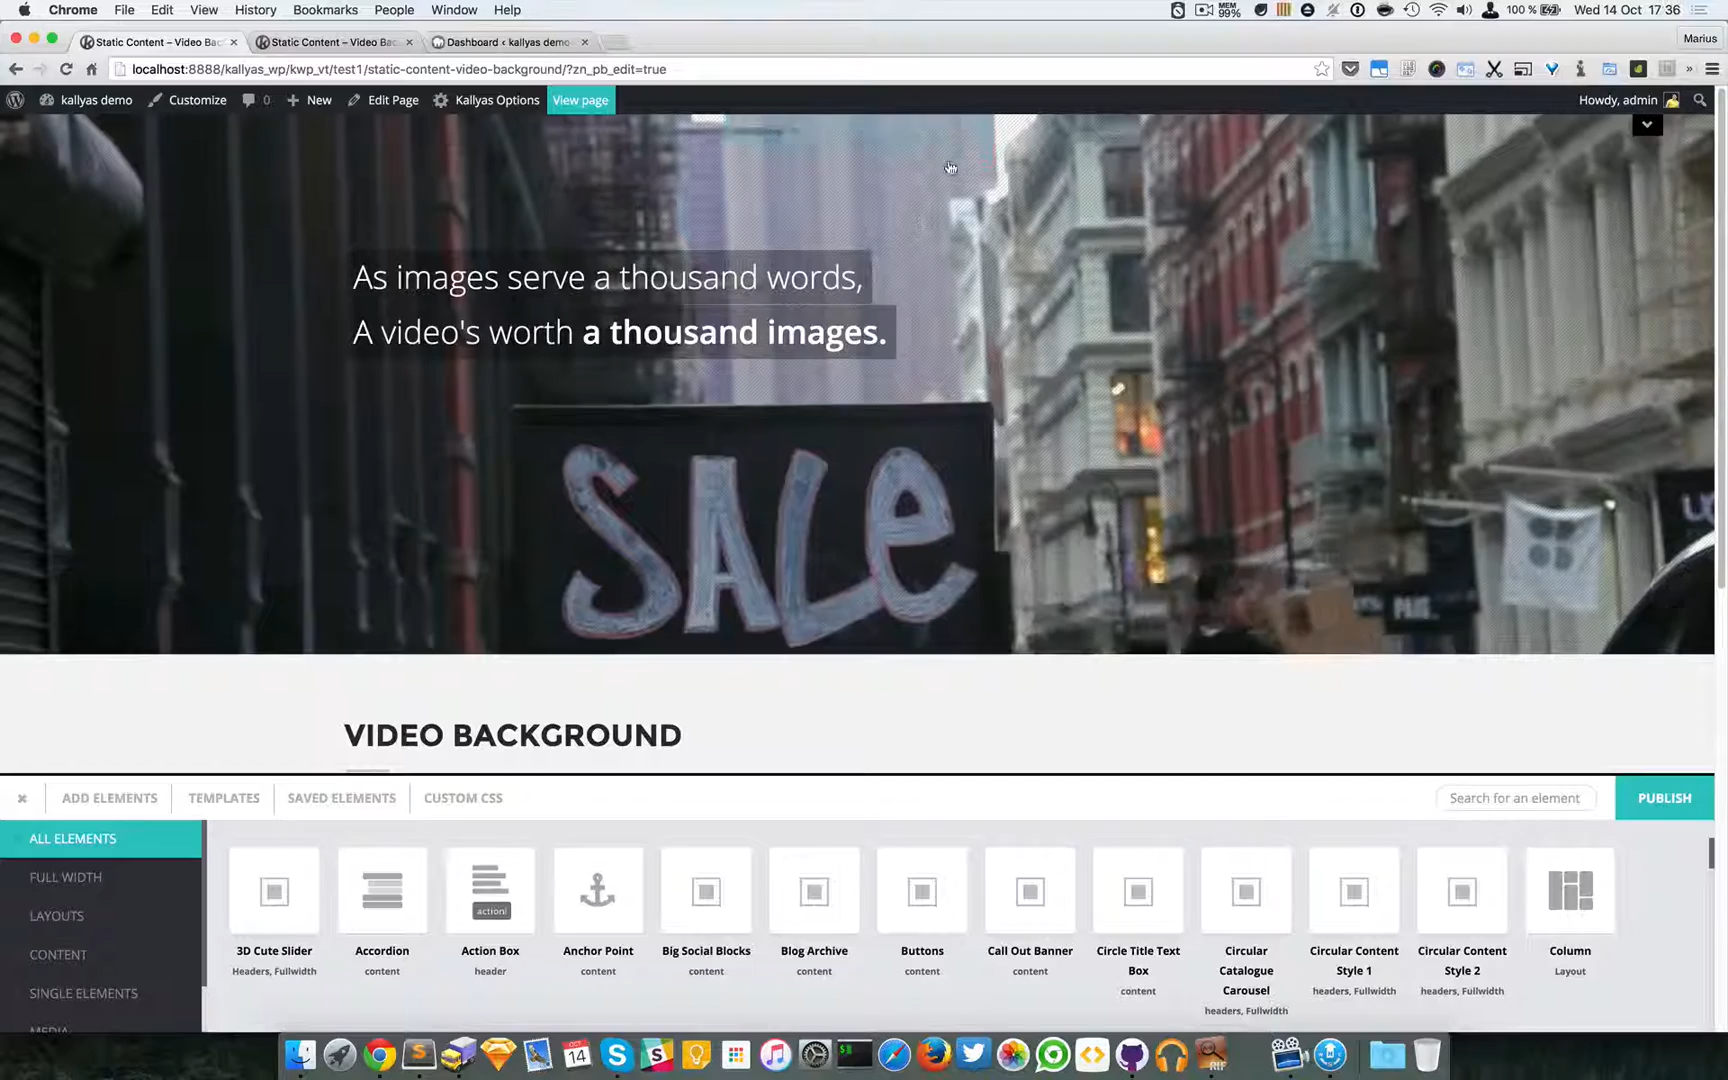 Chrome File Edit View History Bookmarks People Window Help MEM 99% 100 % Wed 14 Oct 17:36
Static Content – Video Bac × Static Content – Video Bac × Dashboard ‹ kallyas demo × Marius
localhost:8888/kallyas_wp/kwp_vt/test1/static-content-video-background/?zn_pb_edit=true »
kallyas demo Customize 0 + New Edit Page Kallyas Options View page Howdy, admin
As images serve a thousand words,
A video's worth a thousand images.
SALe
VIDEO BACKGROUND
× ADD ELEMENTS TEMPLATES SAVED ELEMENTS CUSTOM CSS Search for an element PUBLISH
ALL ELEMENTS
FULL WIDTH
LAYOUTS
CONTENT
SINGLE ELEMENTS
MEDIA
action!
3D Cute Slider Accordion Action Box Anchor Point Big Social Blocks Blog Archive Buttons Call Out Banner Circle Title Text Box Circular Catalogue Carousel Circular Content Style 1 Circular Content Style 2 Column
Headers, Fullwidth content header content content content content content content headers, Fullwidth headers, Fullwidth headers, Fullwidth Layout
14